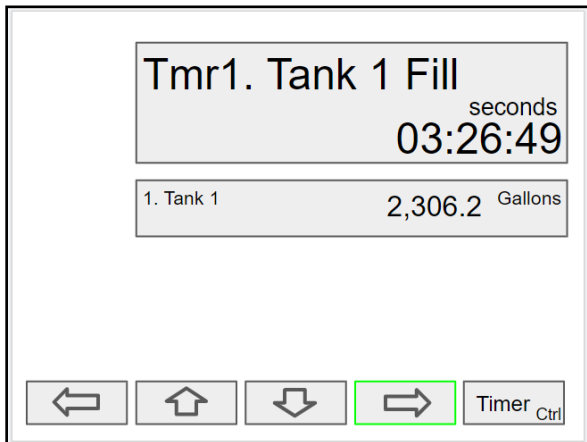 Tmr1. Tank 1 Fill
seconds
03:26:49
1. Tank 1 2,306.2 Gallons
Timer Ctrl